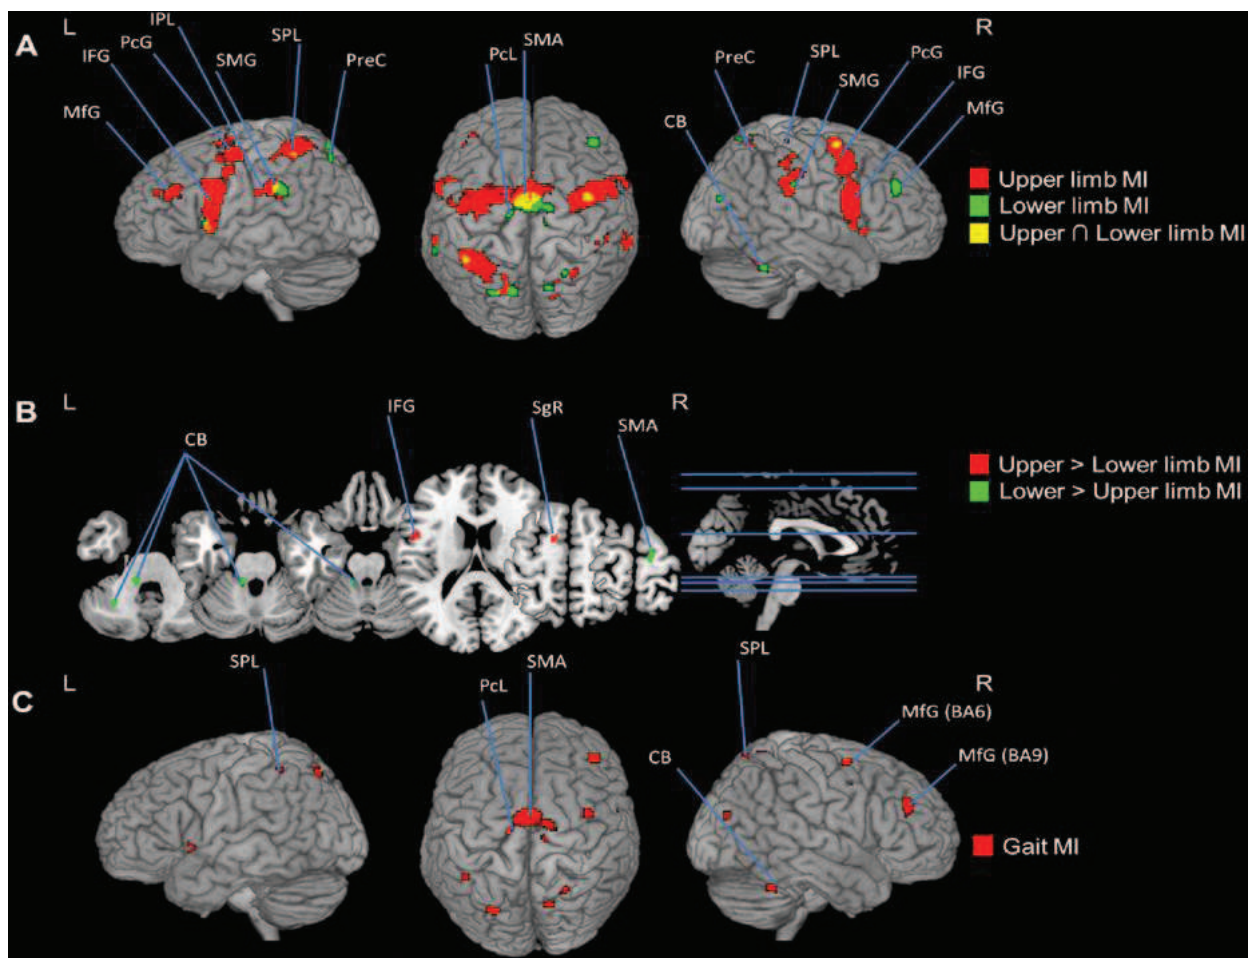 A
L
R
IPL
PcG
SPL
IFG
SMG
PreC
MfG
SMA
PcL
SPL
PcG
PreC
SMG
IFG
CB
MfG
Upper limb MI
Lower limb MI
Upper ∩ Lower limb MI
B
L
R
IFG
SgR
SMA
CB
Upper > Lower limb MI
Lower > Upper limb MI
C
L
R
SPL
SMA
PcL
SPL
MfG (BA6)
CB
MfG (BA9)
Gait MI